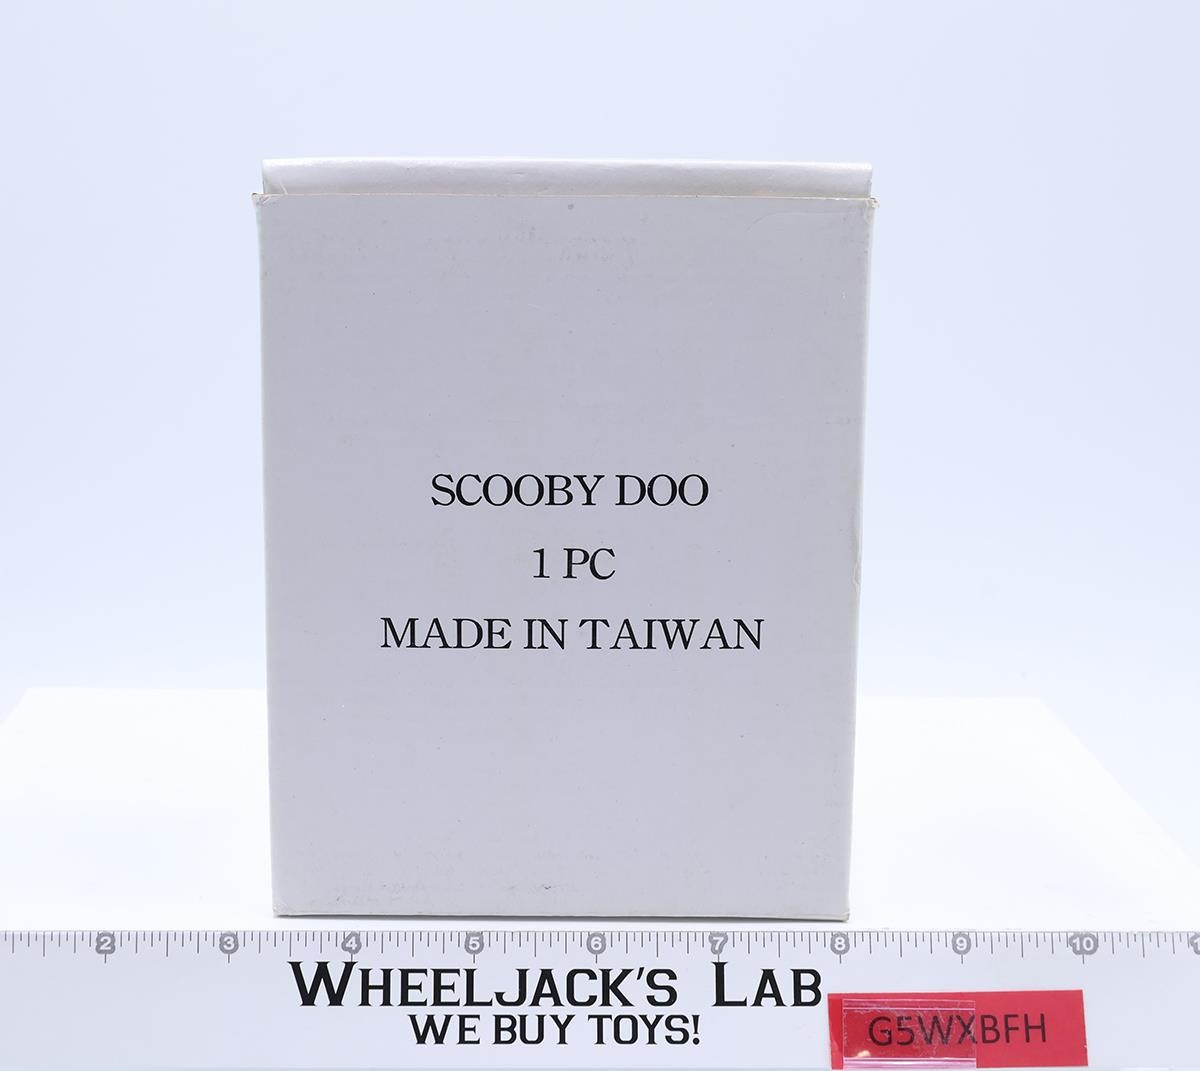 SCOOBY DOO
1 PC
MADE IN TAIWAN
2 3 4 5 6 7 8 9 10
WHEELJACK'S LAB
WE BUY TOYS!
G5WXBFH